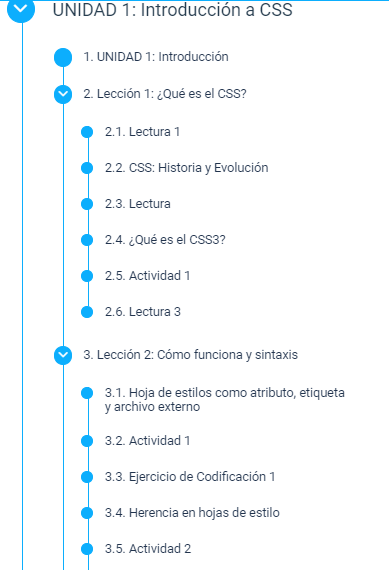 UNIDAD 1: Introducción a CSS
1. UNIDAD 1: Introducción
2. Lección 1: ¿Qué es el CSS?
2.1. Lectura 1
2.2. CSS: Historia y Evolución
2.3. Lectura
2.4. ¿Qué es el CSS3?
2.5. Actividad 1
2.6. Lectura 3
3. Lección 2: Cómo funciona y sintaxis
3.1. Hoja de estilos como atributo, etiqueta
y archivo externo
3.2. Actividad 1
3.3. Ejercicio de Codificación 1
3.4. Herencia en hojas de estilo
3.5. Actividad 2